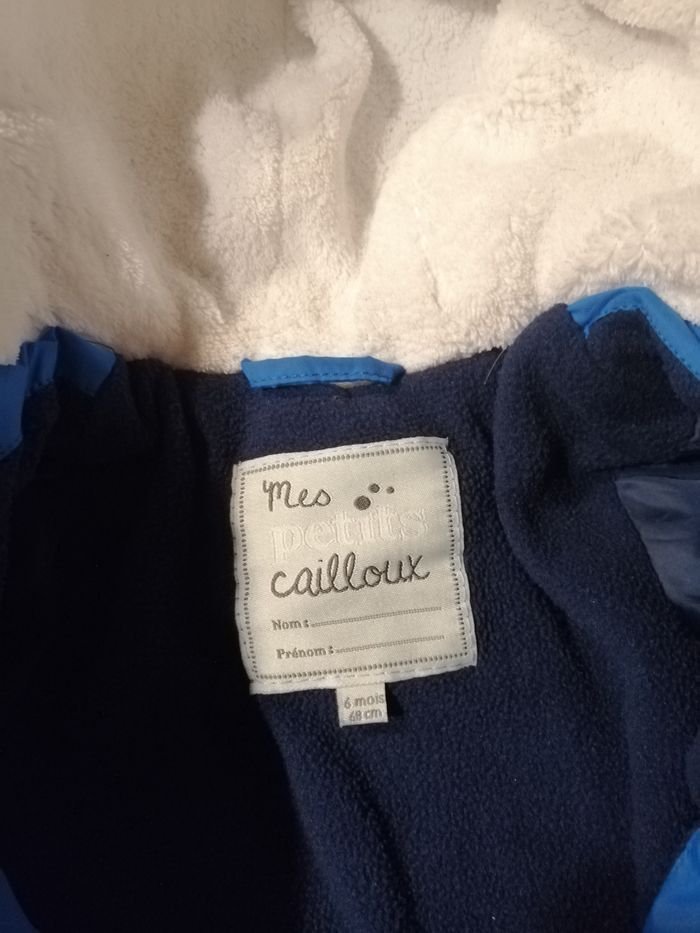 Mes
petits
cailloux
Nom :
Prénom :
6 mois
68 cm